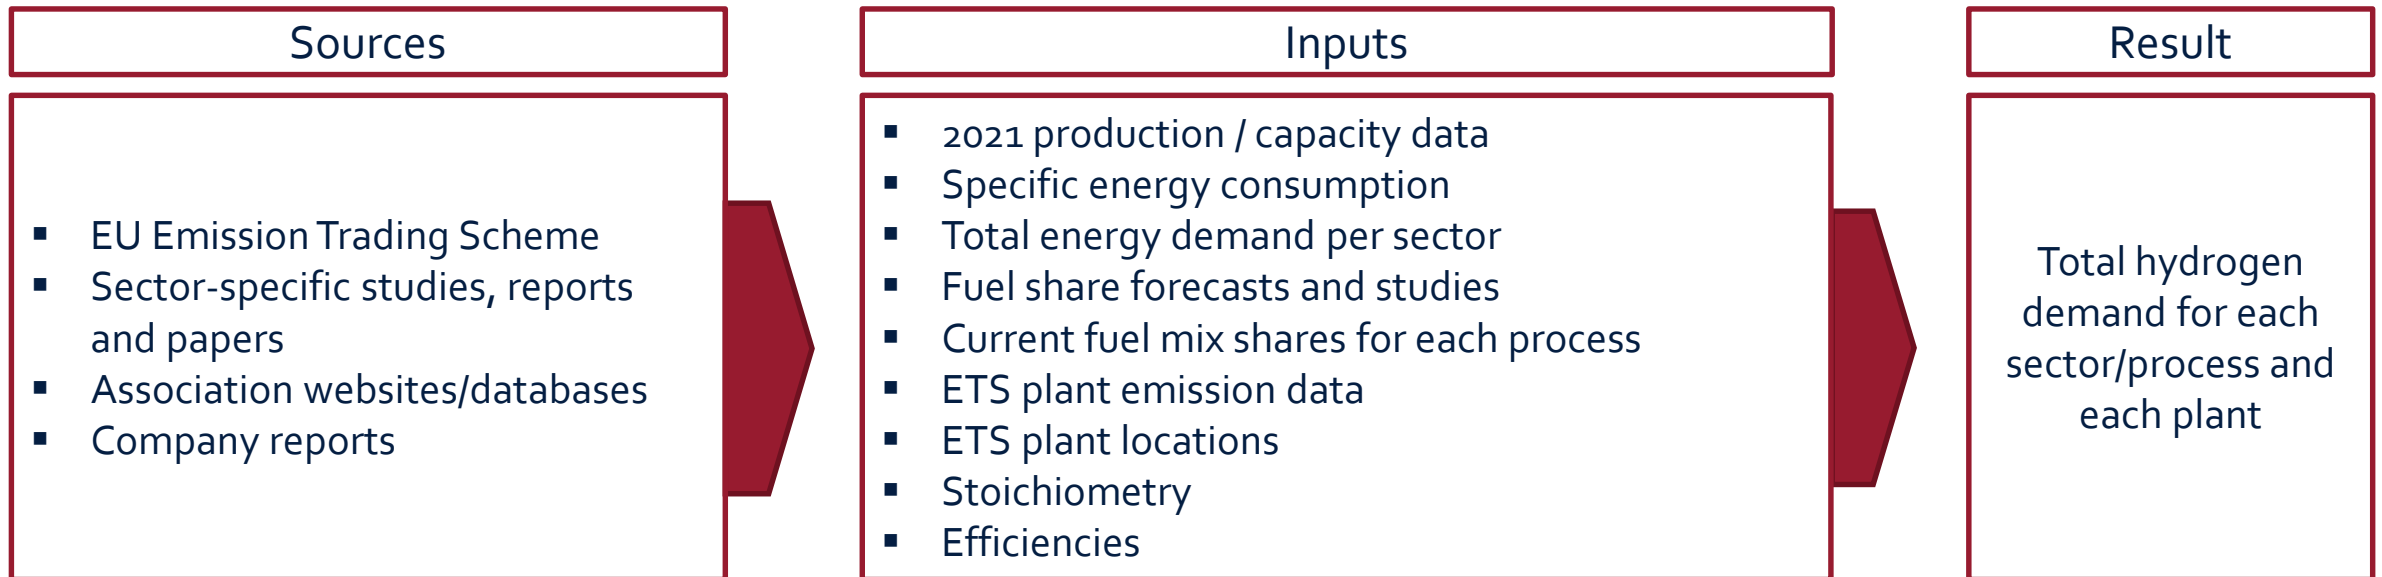 Sources
EU Emission Trading Scheme
Sector-specific studies, reports
and papers
Association websites/databases
Company reports
Inputs
2021 production / capacity data
Specific energy consumption
Total energy demand per sector
Fuel share forecasts and studies
Current fuel mix shares for each process
ETS plant emission data
ETS plant locations
Stoichiometry
Efficiencies
Result
Total hydrogen
demand for each
sector/process and
each plant